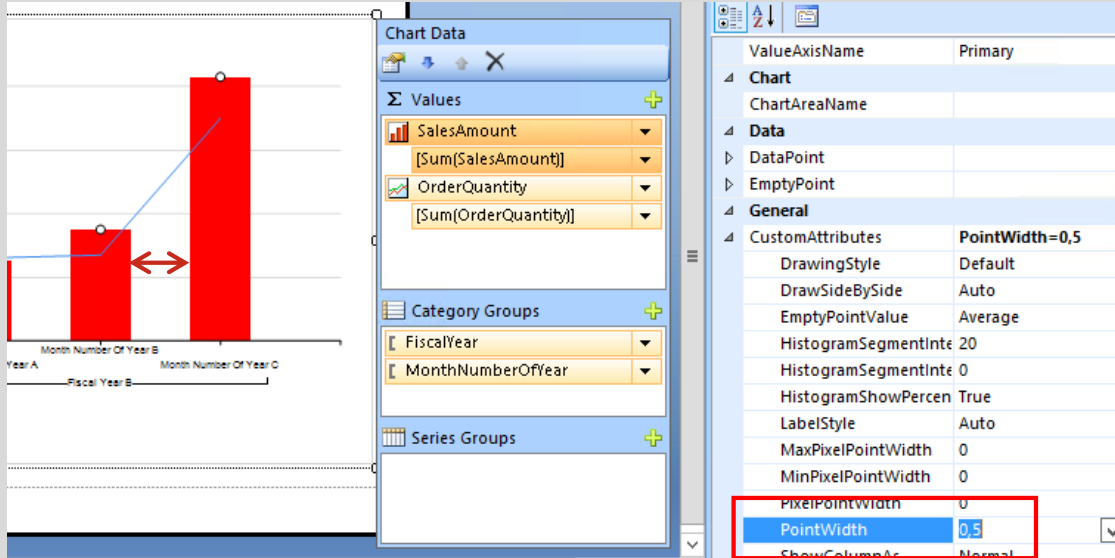 Month Number Of Year B
Year A
Month Number Of Year C
Fiscal Year B
Chart Data
Σ Values
SalesAmount
[Sum(SalesAmount)]
OrderQuantity
[Sum(OrderQuantity)]
Category Groups
FiscalYear
MonthNumberOfYear
Series Groups
A
Z
ValueAxisName Primary
Chart
ChartAreaName
Data
DataPoint
EmptyPoint
General
CustomAttributes PointWidth=0,5
DrawingStyle Default
DrawSideBySide Auto
EmptyPointValue Average
HistogramSegmentInte 20
HistogramSegmentInte 0
HistogramShowPercen True
LabelStyle Auto
MaxPixelPointWidth 0
MinPixelPointWidth 0
PixelPointWidth 0
PointWidth 0,5
ShowColumnAs Normal